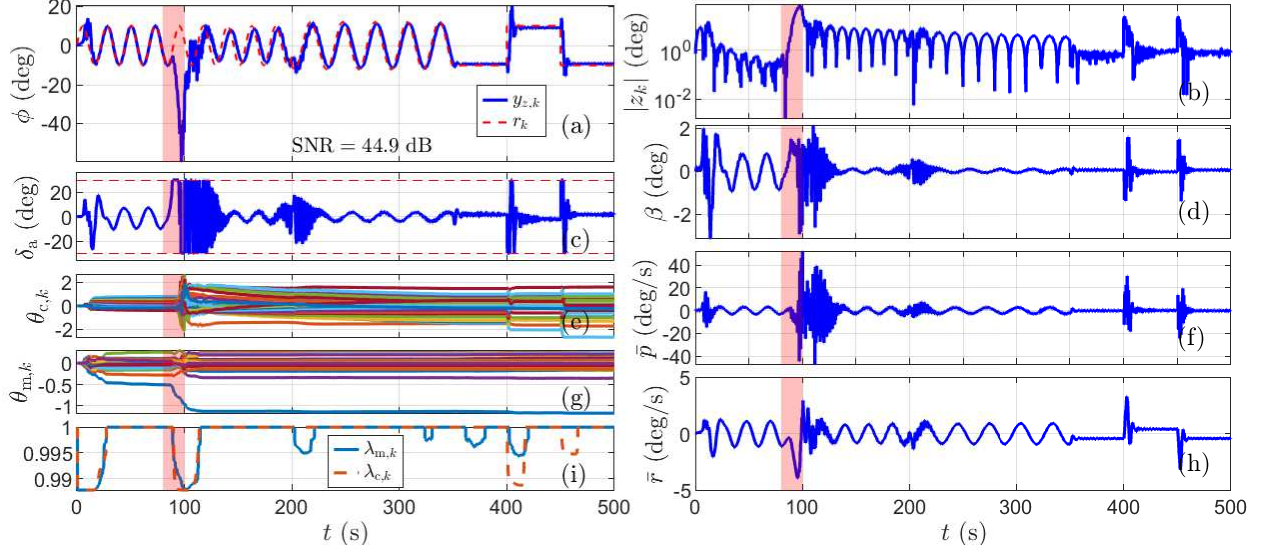 20
0
-20
-40
ϕ (deg)
y_{z,k}
r_k
SNR = 44.9 dB
(a)
20
0
-20
δ_a (deg)
(c)
2
0
-2
θ_{c,k}
(e)
0
-0.5
-1
θ_{m,k}
(g)
1
0.995
0.99
λ_{m,k}
λ_{c,k}
(i)
0 100 200 300 400 500
t (s)
10^0
10^{-2}
|z_k| (deg)
(b)
2
0
-2
β (deg)
(d)
40
20
0
-20
-40
p̄ (deg/s)
(f)
5
0
-5
r̄ (deg/s)
(h)
0 100 200 300 400 500
t (s)